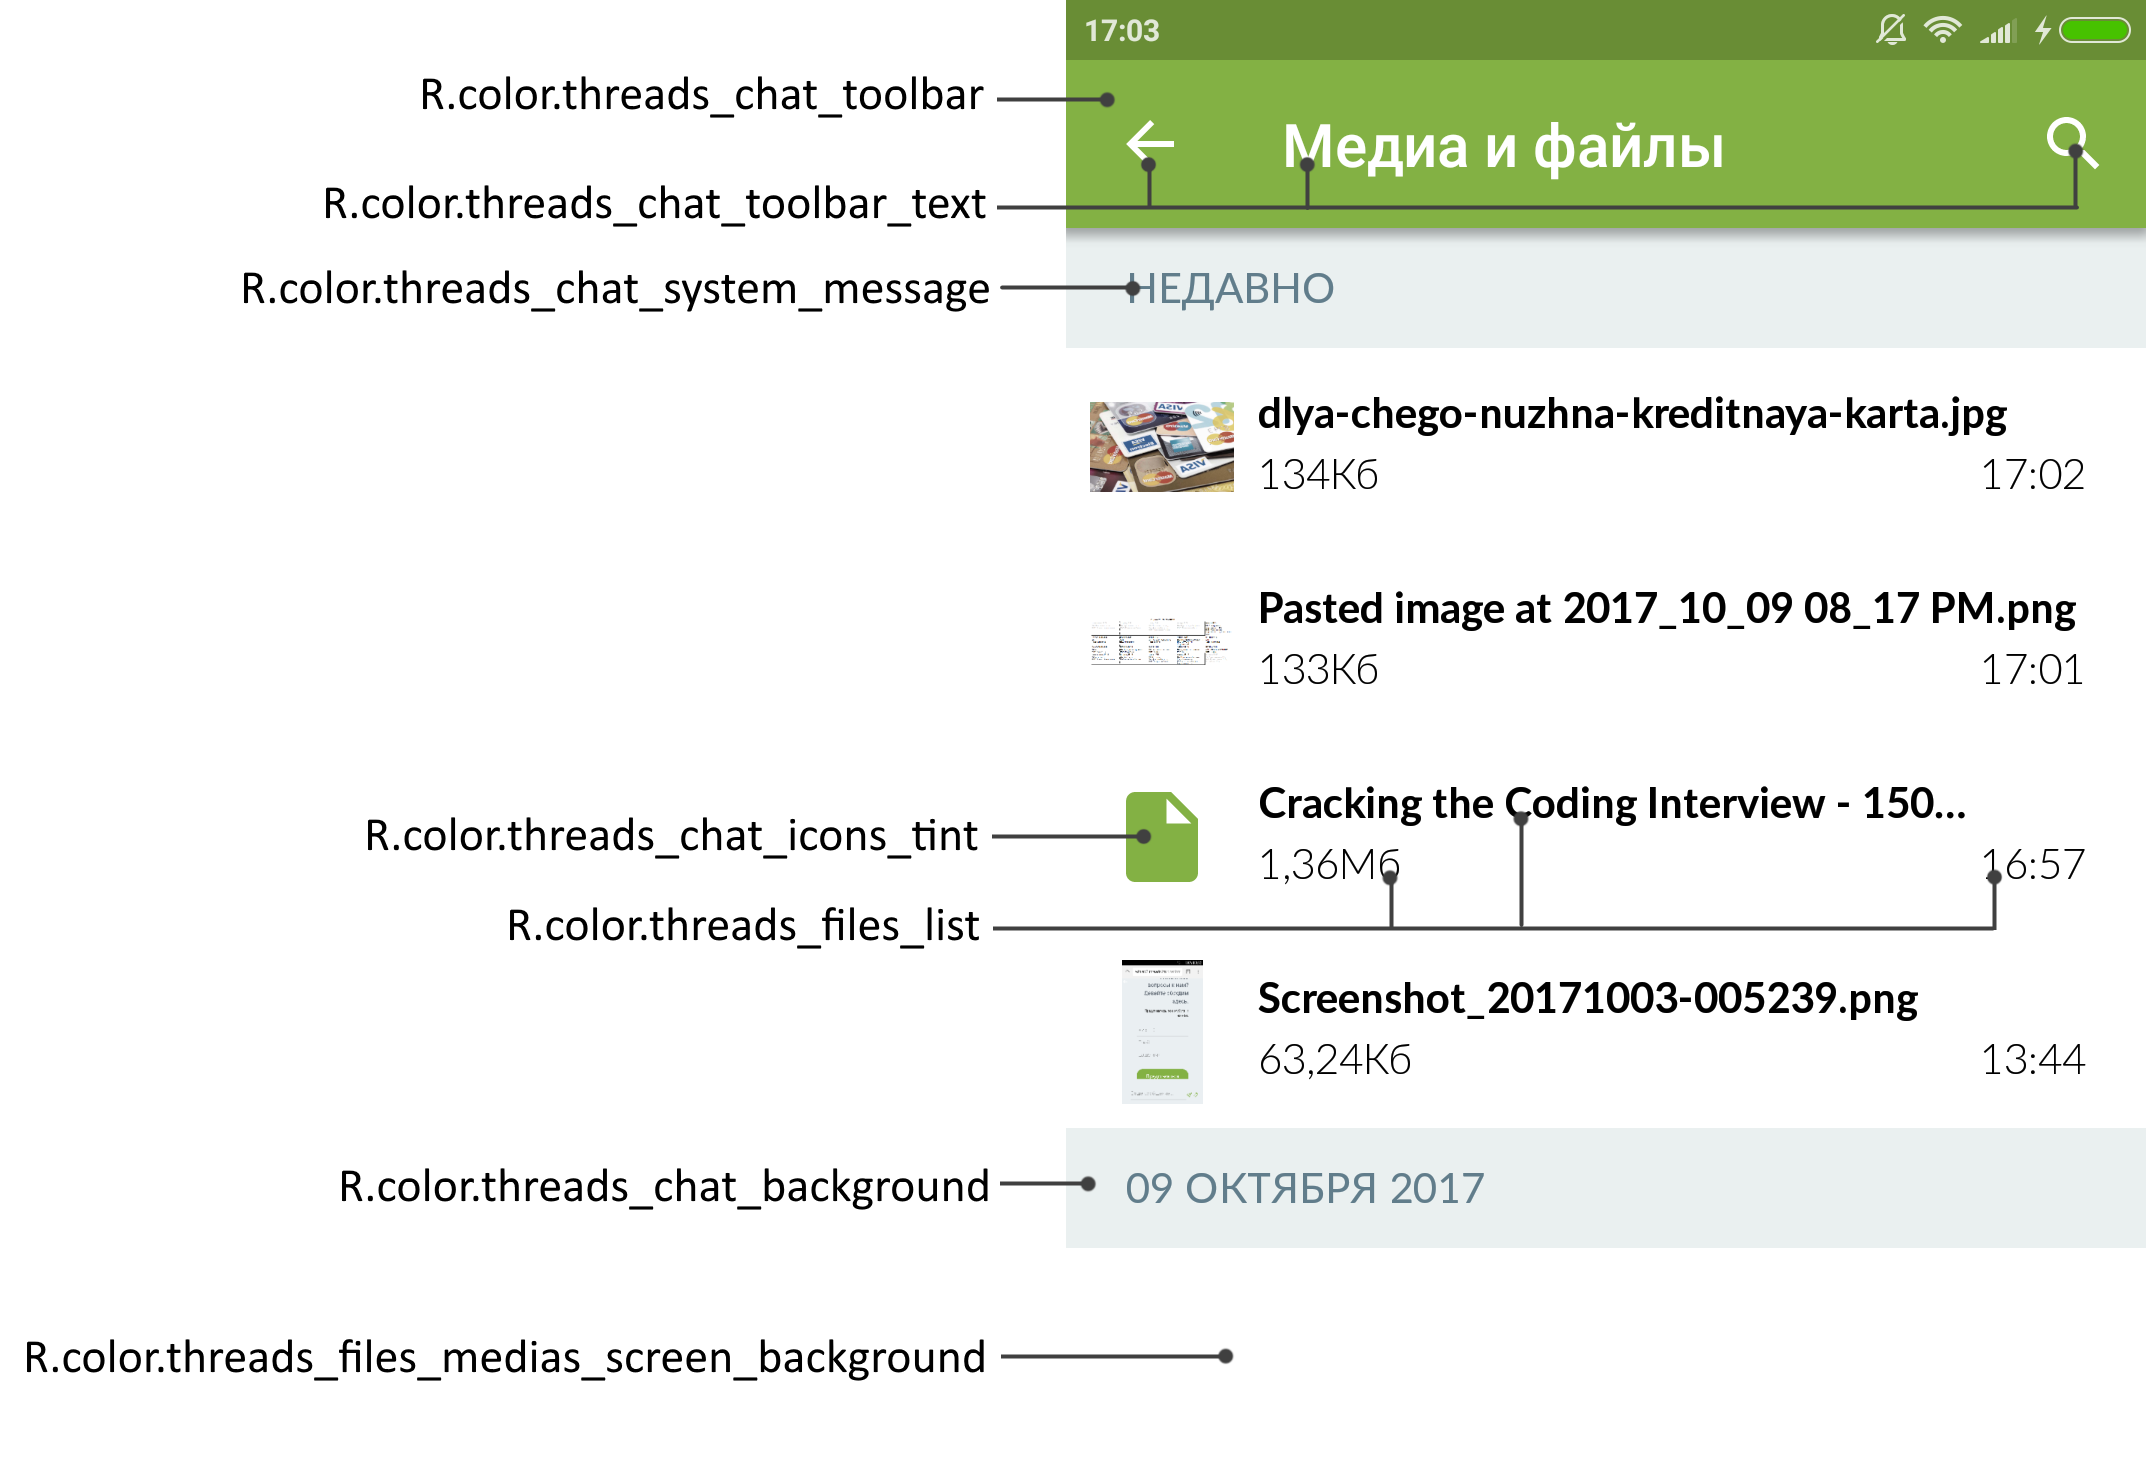 17:03
R.color.threads_chat_toolbar
Медиа и файлы
R.color.threads_chat_toolbar_text
R.color.threads_chat_system_message
НЕДАВНО
dlya-chego-nuzhna-kreditnaya-karta.jpg
134Кб 17:02
Pasted image at 2017_10_09 08_17 PM.png
133Кб 17:01
Cracking the Coding Interview - 150...
R.color.threads_chat_icons_tint
1,36Мб 16:57
R.color.threads_files_list
Screenshot_20171003-005239.png
63,24Кб 13:44
R.color.threads_chat_background
09 ОКТЯБРЯ 2017
R.color.threads_files_medias_screen_background